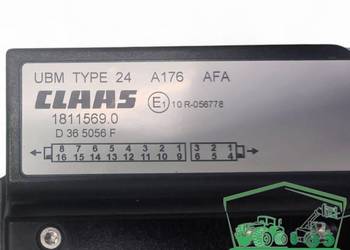 UBM TYPE 24 A176 AFA
CLAAS E1 10 R-056778
1811569.0
D 36 5056 F
8 7 6 5 4 3 2 1 3 2 1
16 15 14 13 12 11 10 9 6 5 4